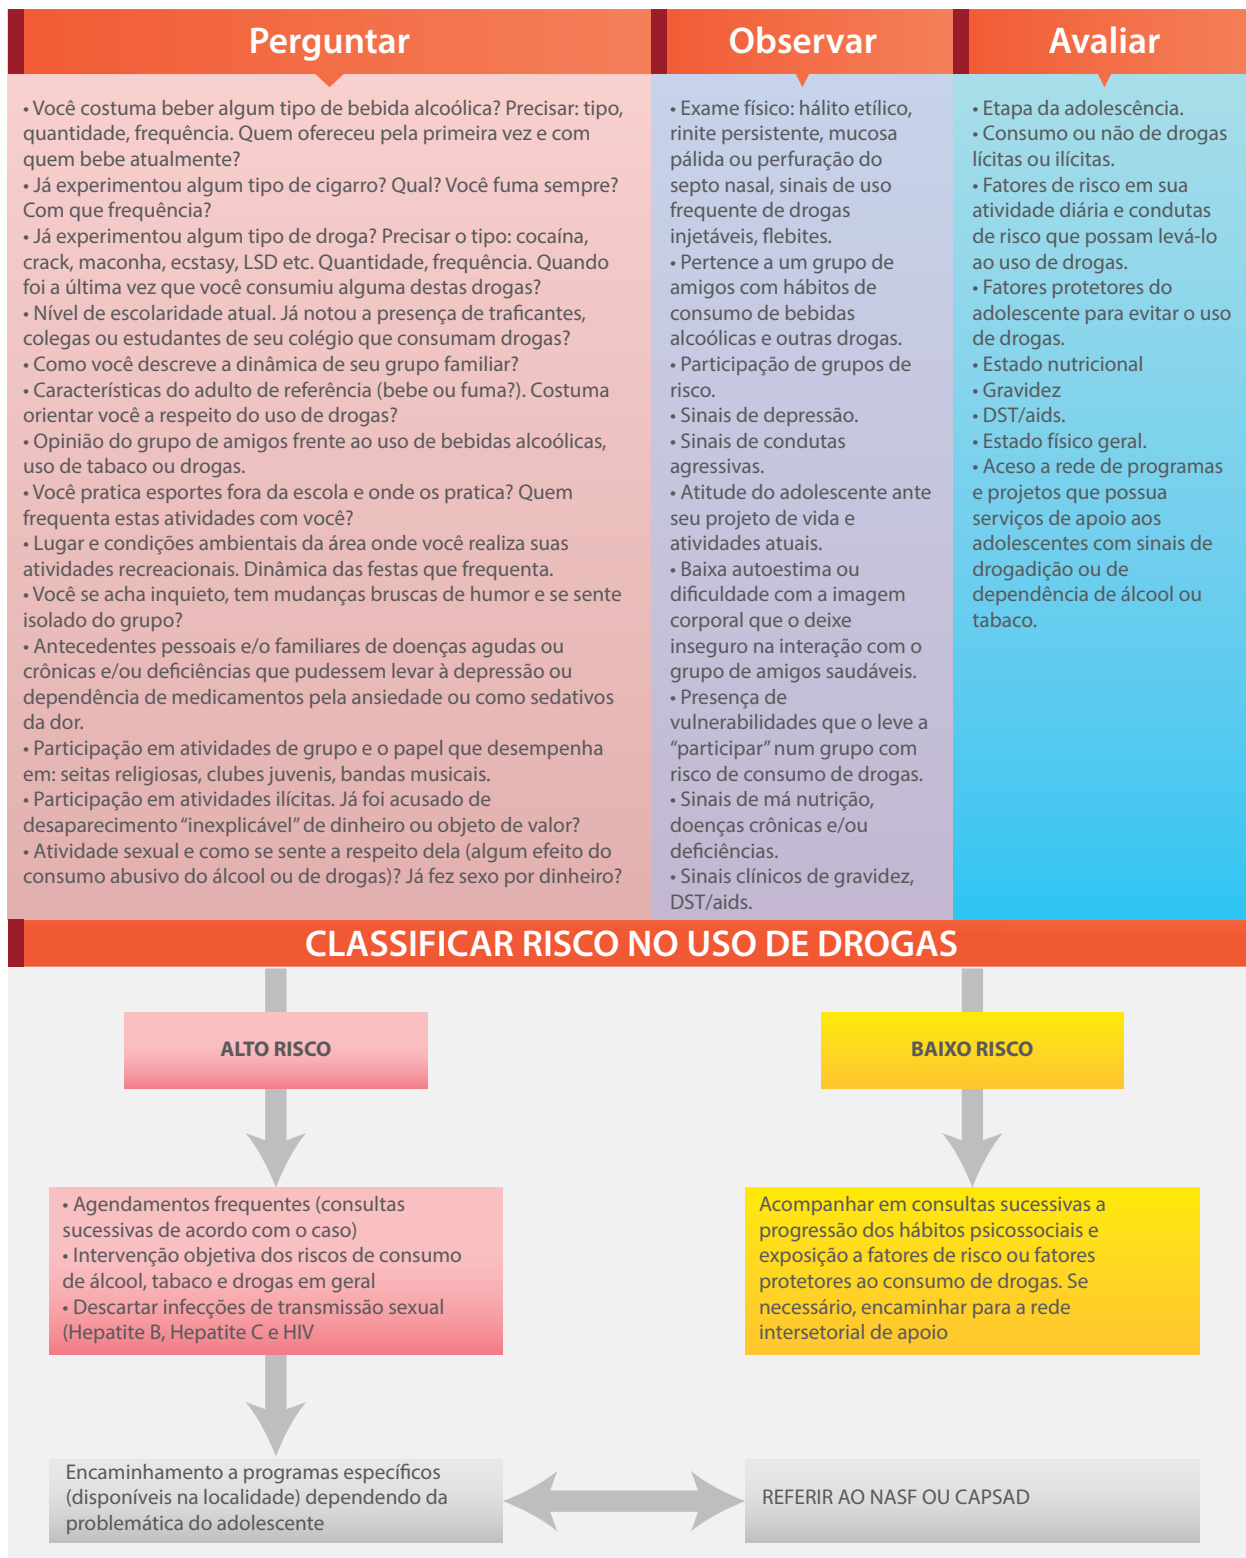 Perguntar
• Você costuma beber algum tipo de bebida alcoólica? Precisar: tipo,
quantidade, frequência. Quem ofereceu pela primeira vez e com
quem bebe atualmente?
• Já experimentou algum tipo de cigarro? Qual? Você fuma sempre?
Com que frequência?
• Já experimentou algum tipo de droga? Precisar o tipo: cocaína,
crack, maconha, ecstasy, LSD etc. Quantidade, frequência. Quando
foi a última vez que você consumiu alguma destas drogas?
• Nível de escolaridade atual. Já notou a presença de traficantes,
colegas ou estudantes de seu colégio que consumam drogas?
• Como você descreve a dinâmica de seu grupo familiar?
• Características do adulto de referência (bebe ou fuma?). Costuma
orientar você a respeito do uso de drogas?
• Opinião do grupo de amigos frente ao uso de bebidas alcoólicas,
uso de tabaco ou drogas.
• Você pratica esportes fora da escola e onde os pratica? Quem
frequenta estas atividades com você?
• Lugar e condições ambientais da área onde você realiza suas
atividades recreacionais. Dinâmica das festas que frequenta.
• Você se acha inquieto, tem mudanças bruscas de humor e se sente
isolado do grupo?
• Antecedentes pessoais e/o familiares de doenças agudas ou
crônicas e/ou deficiências que pudessem levar à depressão ou
dependência de medicamentos pela ansiedade ou como sedativos
da dor.
• Participação em atividades de grupo e o papel que desempenha
em: seitas religiosas, clubes juvenis, bandas musicais.
• Participação em atividades ilícitas. Já foi acusado de
desaparecimento “inexplicável” de dinheiro ou objeto de valor?
• Atividade sexual e como se sente a respeito dela (algum efeito do
consumo abusivo do álcool ou de drogas)? Já fez sexo por dinheiro?
Observar
• Exame físico: hálito etílico,
rinite persistente, mucosa
pálida ou perfuração do
septo nasal, sinais de uso
frequente de drogas
injetáveis, flebites.
• Pertence a um grupo de
amigos com hábitos de
consumo de bebidas
alcoólicas e outras drogas.
• Participação de grupos de
risco.
• Sinais de depressão.
• Sinais de condutas
agressivas.
• Atitude do adolescente ante
seu projeto de vida e
atividades atuais.
• Baixa autoestima ou
dificuldade com a imagem
corporal que o deixe
inseguro na interação com o
grupo de amigos saudáveis.
• Presença de
vulnerabilidades que o leve a
“participar” num grupo com
risco de consumo de drogas.
• Sinais de má nutrição,
doenças crônicas e/ou
deficiências.
• Sinais clínicos de gravidez,
DST/aids.
Avaliar
• Etapa da adolescência.
• Consumo ou não de drogas
lícitas ou ilícitas.
• Fatores de risco em sua
atividade diária e condutas
de risco que possam levá-lo
ao uso de drogas.
• Fatores protetores do
adolescente para evitar o uso
de drogas.
• Estado nutricional
• Gravidez
• DST/aids.
• Estado físico geral.
• Aceso a rede de programas
e projetos que possua
serviços de apoio aos
adolescentes com sinais de
drogadição ou de
dependência de álcool ou
tabaco.
CLASSIFICAR RISCO NO USO DE DROGAS
ALTO RISCO
• Agendamentos frequentes (consultas
sucessivas de acordo com o caso)
• Intervenção objetiva dos riscos de consumo
de álcool, tabaco e drogas em geral
• Descartar infecções de transmissão sexual
(Hepatite B, Hepatite C e HIV
Encaminhamento a programas específicos
(disponíveis na localidade) dependendo da
problemática do adolescente
BAIXO RISCO
Acompanhar em consultas sucessivas a
progressão dos hábitos psicossociais e
exposição a fatores de risco ou fatores
protetores ao consumo de drogas. Se
necessário, encaminhar para a rede
intersetorial de apoio
REFERIR AO NASF OU CAPSAD